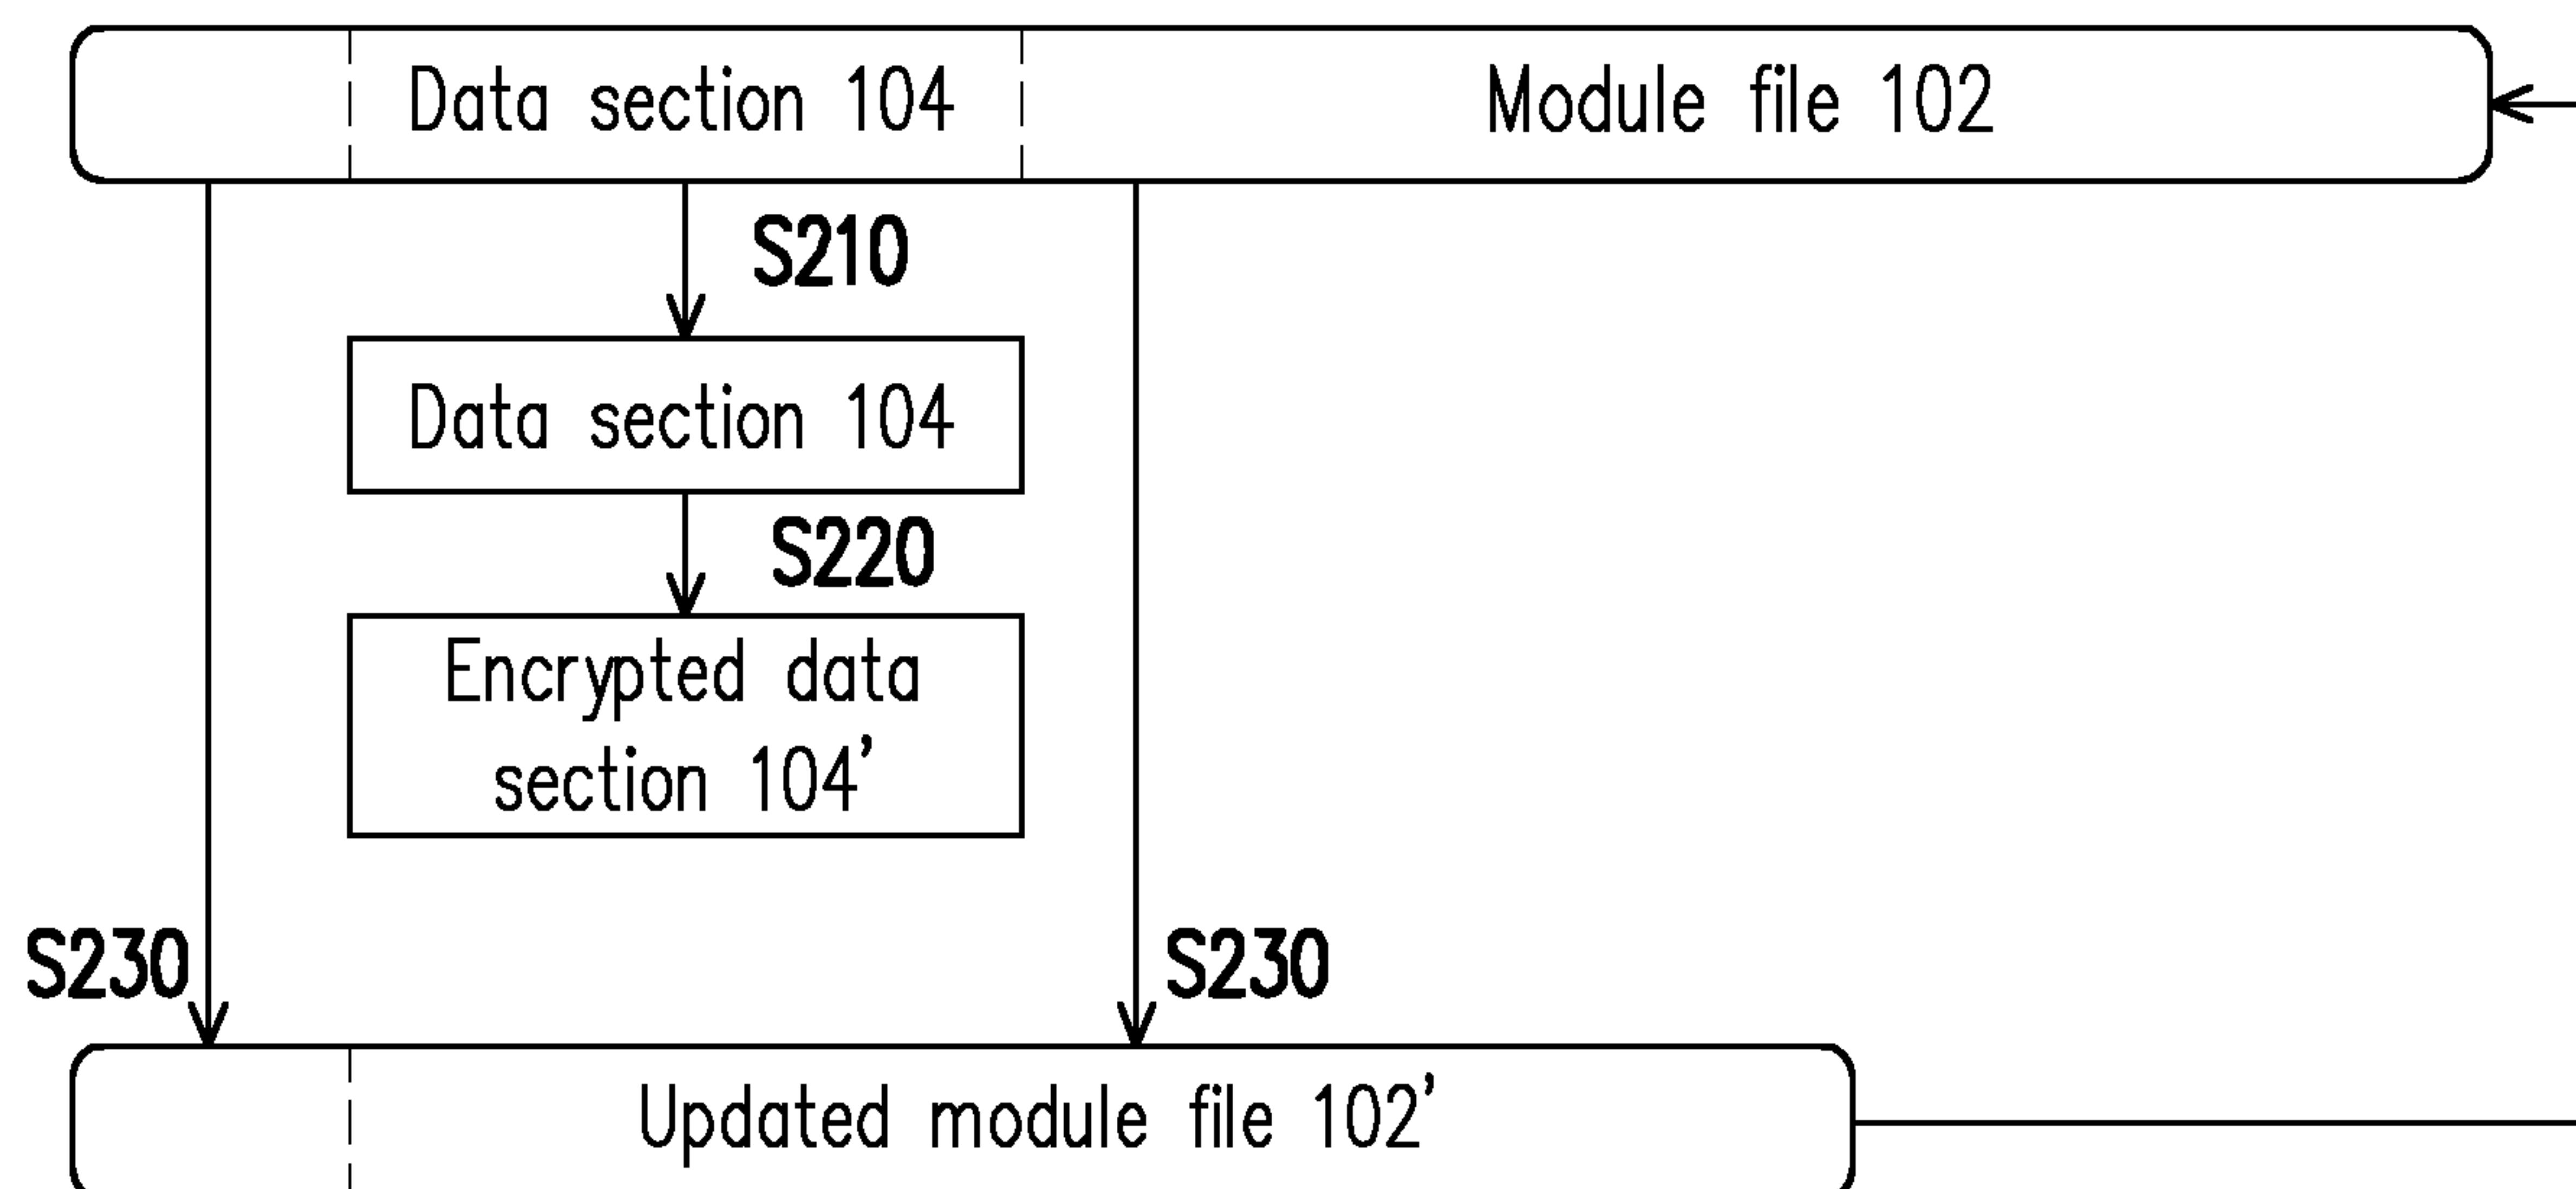 Data section 104
Module file 102
S210
Data section 104
S220
Encrypted data
section 104'
S230
S230
Updated module file 102'